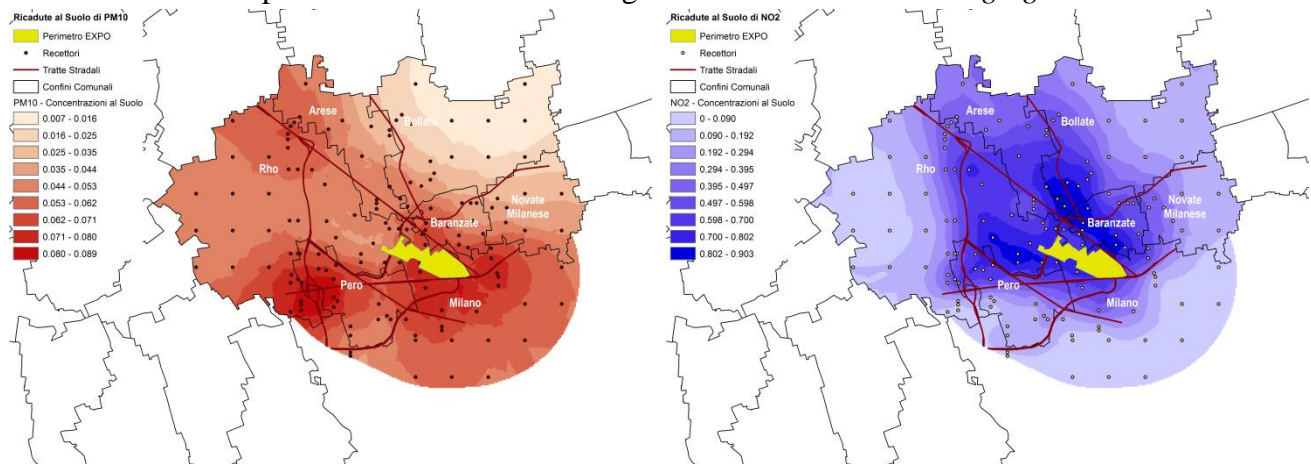 Ricadute al Suolo di PM10
Perimetro EXPO
Recettori
Tratte Stradali
Confini Comunali
PM10 - Concentrazioni al Suolo
0.007 - 0.016
0.016 - 0.025
0.025 - 0.035
0.035 - 0.044
0.044 - 0.053
0.053 - 0.062
0.062 - 0.071
0.071 - 0.080
0.080 - 0.089
Arese
Bollate
Rho
Novate
Milanese
Baranzate
Pero
Milano
Ricadute al Suolo di NO2
Perimetro EXPO
Recettori
Tratte Stradali
Confini Comunali
NO2 - Concentrazioni al Suolo
0 - 0.090
0.090 - 0.192
0.192 - 0.294
0.294 - 0.395
0.395 - 0.497
0.497 - 0.598
0.598 - 0.700
0.700 - 0.802
0.802 - 0.903
Arese
Bollate
Rho
Novate
Milanese
Baranzate
Pero
Milano